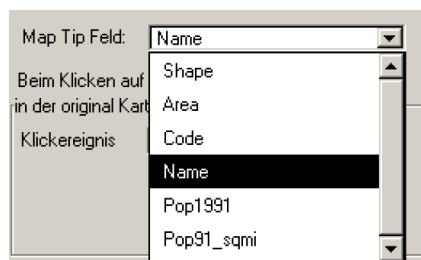 Map Tip Feld: Name
Shape
Beim Klicken auf
in der original Kart
Area
Klickereignis
Code
Name
Pop1991
Pop91_sqmi